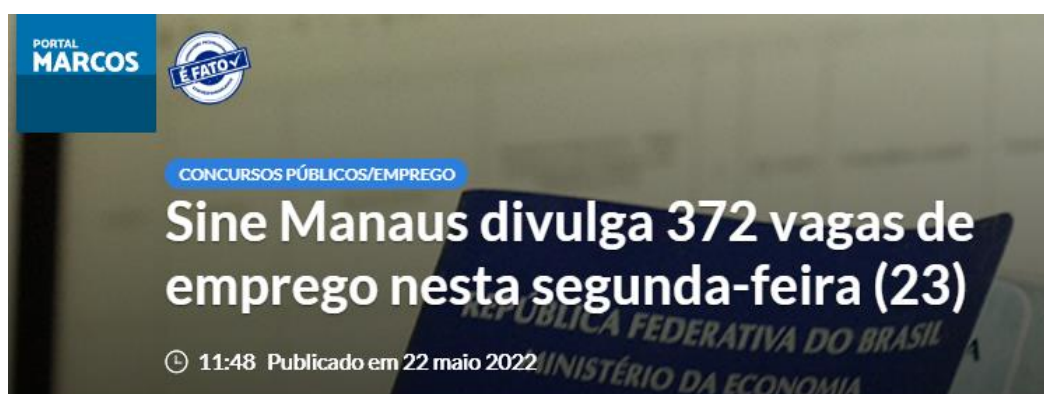 PORTAL
MARCOS
É FATO
CONCURSOS PÚBLICOS/EMPREGO
Sine Manaus divulga 372 vagas de
emprego nesta segunda-feira (23)
REPÚBLICA FEDERATIVA DO BRASIL
MINISTÉRIO DA ECONOMIA
11:48 Publicado em 22 maio 2022